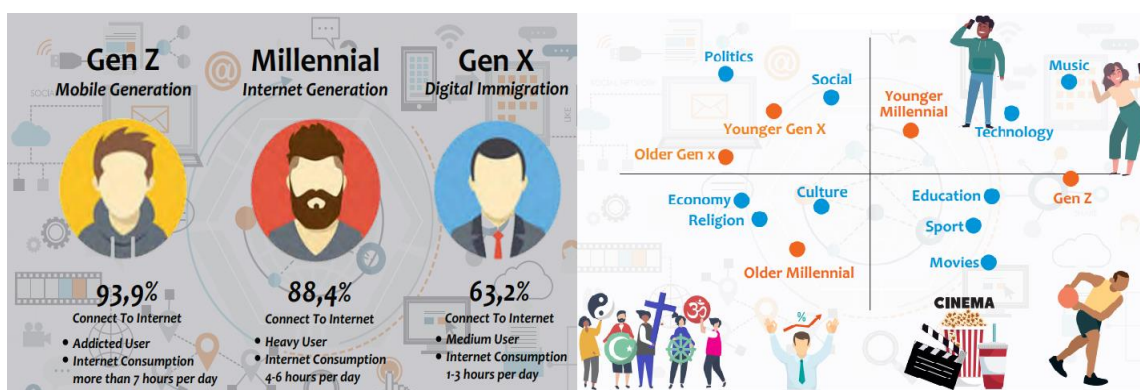 Gen Z
Mobile Generation
93,9%
Connect To Internet
Addicted User
Internet Consumption
more than 7 hours per day
Millennial
Internet Generation
88,4%
Connect To Internet
Heavy User
Internet Consumption
4-6 hours per day
Gen X
Digital Immigration
63,2%
Connect To Internet
Medium User
Internet Consumption
1-3 hours per day
Politics
Social
Younger Gen X
Older Gen x
Younger
Millennial
Music
Technology
Economy
Religion
Culture
Older Millennial
Education
Gen Z
Sport
Movies
%
CINEMA